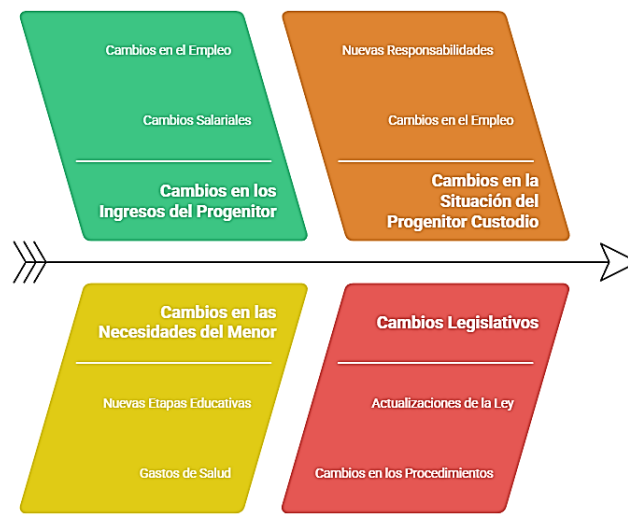 Cambios en el Empleo
Cambios Salariales
Cambios en los
Ingresos del Progenitor
Nuevas Responsabilidades
Cambios en el Empleo
Cambios en la
Situación del
Progenitor Custodio
Cambios en las
Necesidades del Menor
Nuevas Etapas Educativas
Gastos de Salud
Cambios Legislativos
Actualizaciones de la Ley
Cambios en los Procedimientos